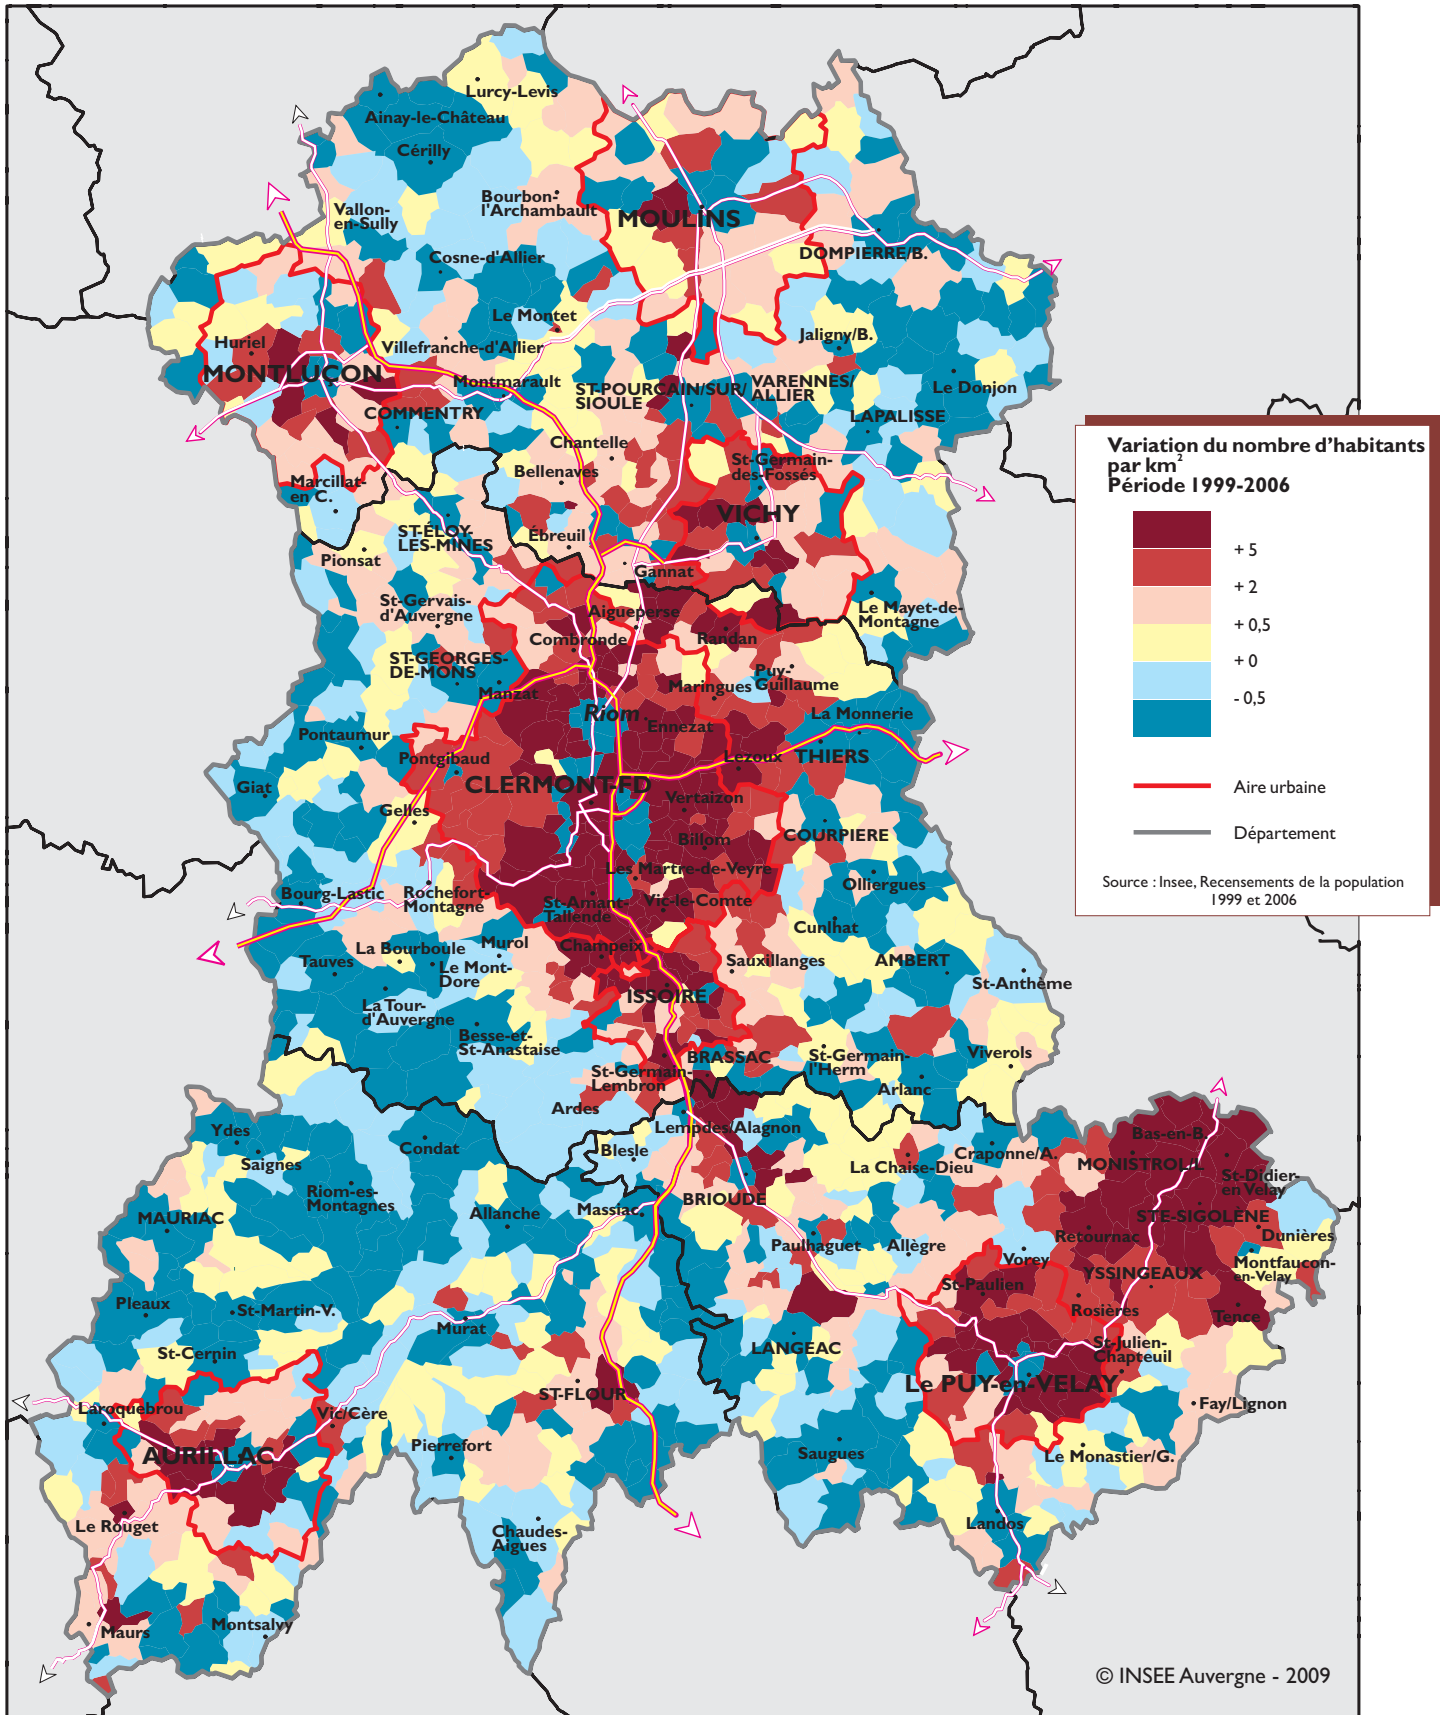 Lurcy-Levis
Ainay-le-Château
Cérilly
Bourbon-
l'Archambault
Vallon-
en-Sully
MOULINS
DOMPIERRE/B.
Cosne-d'Allier
Le Montet
Jaligny/B.
Huriel
Villefranche-d'Allier
MONTLUÇON
Montmarault
ST-POURÇAIN/SUR/
SIOULE
VARENNES/
ALLIER
Le Donjon
COMMENTRY
LAPALISSE
Chantelle
Bellenaves
St-Germain-
des-Fossés
Marcillat-
en C.
VICHY
ST-ÉLOY-
LES-MINES
Ébreuil
Pionsat
Gannat
St-Gervais-
d'Auvergne
Aigueperse
Le Mayet-de-
Montagne
Combronde
Randan
ST-GEORGES-
DE-MONS
Manzat
Maringues
Puy-
Guillaume
Riom
Ennezat
La Monnerie
Pontaumur
Pontgibaud
Lezoux
THIERS
Giat
CLERMONT-FD
Vertaizon
Gelles
Billom
COURPIERE
Les Martre-de-Veyre
Olliergues
Bourg-Lastic
Rochefort-
Montagne
St-Amant-
Tallende
Vic-le-Comte
Cunlhat
La Bourboule
Murol
Champeix
Tauves
Le Mont-
Dore
Sauxillanges
AMBERT
St-Anthème
ISSOIRE
La Tour-
d'Auvergne
Besse-et-
St-Anastaise
BRASSAC
St-Germain-
l'Herm
Viverols
St-Germain-
Lembron
Arlanc
Ardes
Lempdes/Alagnon
Ydes
Condat
Blesle
Saignes
La Chaise-Dieu
Craponne/A.
Bas-en-B.
MONISTROL/L
St-Didier-
en Velay
Riom-es-
Montagnes
BRIOUDE
MAURIAC
Allanche
Massiac
STE-SIGOLÈNE
Retournac
Dunières
Paulhaguet
Allègre
Vorey
Montfaucon-
en-Velay
St-Paulien
YSSINGEAUX
Pleaux
St-Martin-V.
Rosières
Tence
Murat
LANGEAC
St-Julien-
Chapteuil
St-Cernin
Le PUY-en-VELAY
ST-FLOUR
Laroquebrou
Vic/Cère
Fay/Lignon
AURILLAC
Pierrefort
Saugues
Le Monastier/G.
Le Rouget
Chaudes-
Aigues
Landos
Maurs
Montsalvy
Variation du nombre d'habitants
par km²
Période 1999-2006
+ 5
+ 2
+ 0,5
+ 0
- 0,5
Aire urbaine
Département
Source : Insee, Recensements de la population
1999 et 2006
© INSEE Auvergne - 2009